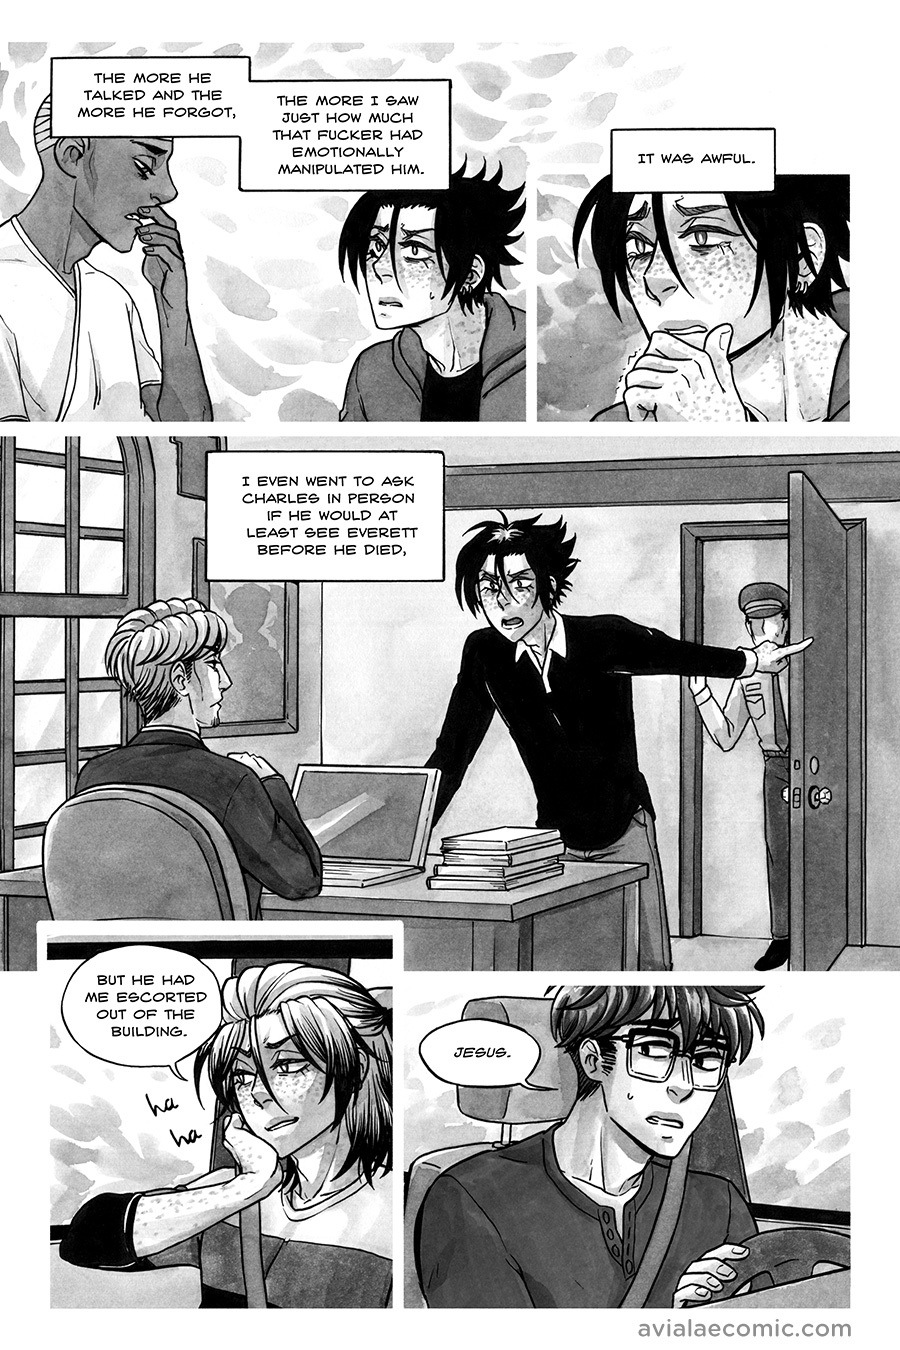 THE MORE HE
TALKED AND THE
MORE HE FORGOT,
THE MORE I SAW
JUST HOW MUCH
THAT FUCKER HAD
EMOTIONALLY
MANIPULATED HIM.
IT WAS AWFUL.
I EVEN WENT TO ASK
CHARLES IN PERSON
IF HE WOULD AT
LEAST SEE EVERETT
BEFORE HE DIED,
BUT HE HAD
ME ESCORTED
OUT OF THE
BUILDING.
ha
ha
JESUS.
avialaecomic.com